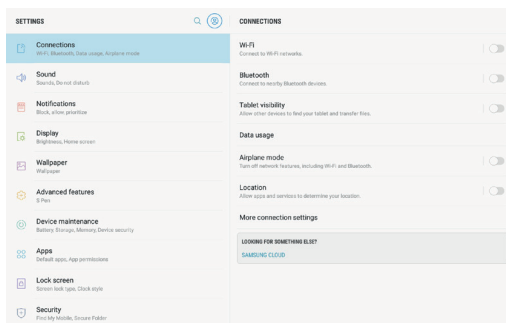 SETTINGS
Connections
Wi-Fi, Bluetooth, Data usage, Airplane mode
Sound
Sounds, Do not disturb
Notifications
Block, allow, prioritize
Display
Brightness, Home screen
Wallpaper
Wallpaper
Advanced features
S Pen
Device maintenance
Battery, Storage, Memory, Device security
Apps
Default apps, App permissions
Lock screen
Screen lock type, Clock style
Security
Find My Mobile, Secure Folder
CONNECTIONS
Wi-Fi
Connect to Wi-Fi networks.
Bluetooth
Connect to nearby Bluetooth devices.
Tablet visibility
Allow other devices to find your tablet and transfer files.
Data usage
Airplane mode
Turn off network features, including Wi-Fi and Bluetooth.
Location
Allow apps and services to determine your location.
More connection settings
LOOKING FOR SOMETHING ELSE?
SAMSUNG CLOUD